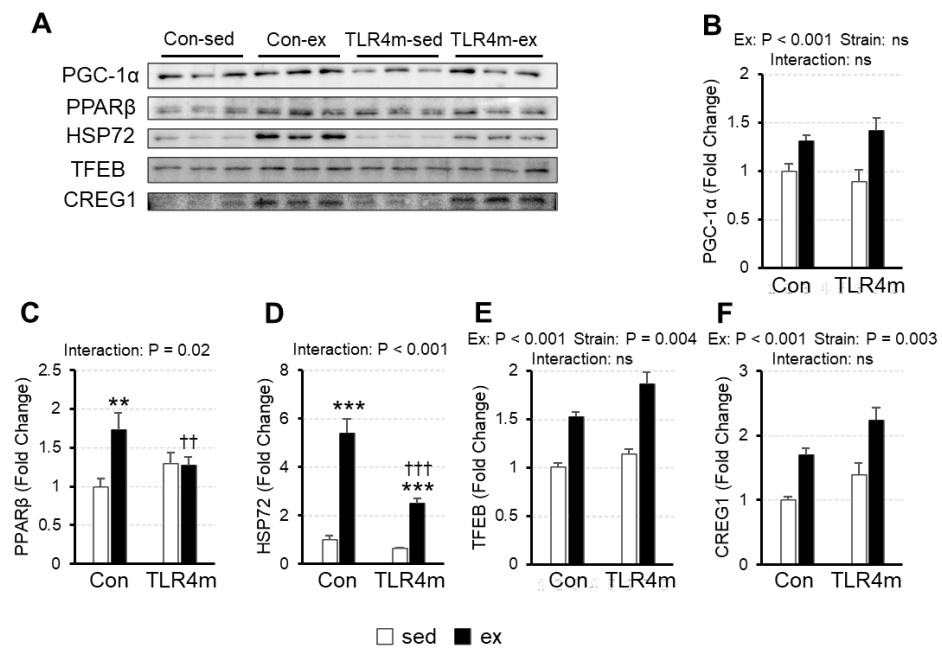 A
Con-sed Con-ex TLR4m-sed TLR4m-ex
PGC-1α
PPARβ
HSP72
TFEB
CREG1
B
Ex: P < 0.001 Strain: ns
Interaction: ns
PGC-1α (Fold Change)
2
1.5
1
0.5
0
Con TLR4m
C
Interaction: P = 0.02
PPARβ (Fold Change)
2
1.5
1
0.5
0
**
††
Con TLR4m
D
Interaction: P < 0.001
HSP72 (Fold Change)
8
6
4
2
0
***
†††
***
Con TLR4m
E
Ex: P < 0.001 Strain: P = 0.004
Interaction: ns
TFEB (Fold Change)
2
1.5
1
0.5
0
Con TLR4m
F
Ex: P < 0.001 Strain: P = 0.003
Interaction: ns
CREG1 (Fold Change)
3
2
1
0
Con TLR4m
sed ex